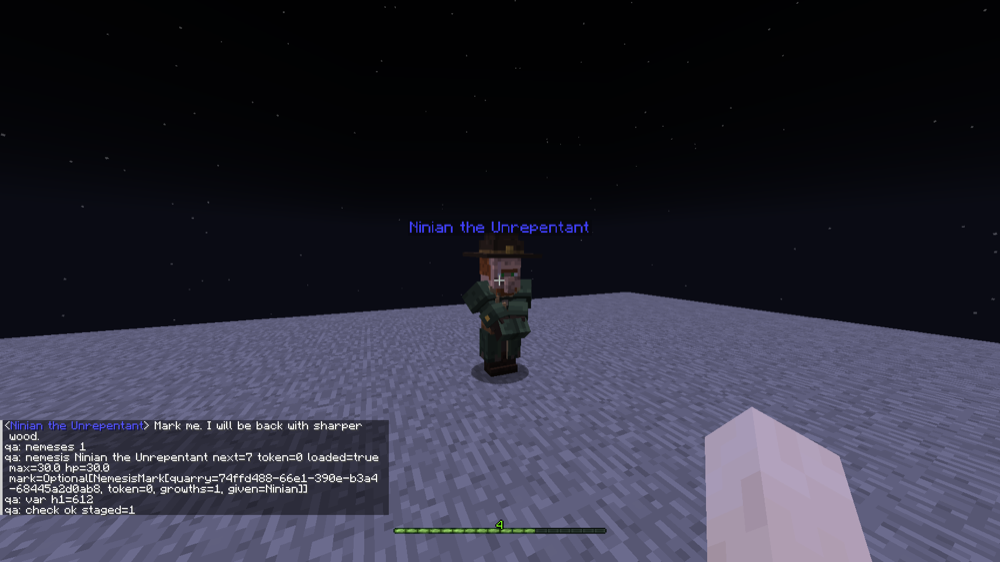 Ninian the Unrepentant
<Ninian the Unrepentant> Mark me. I will be back with sharper
wood.
qa: nemeses 1
qa: nemesis Ninian the Unrepentant next=7 token=0 loaded=true
max=30.0 hp=30.0
mark=Optional[NemesisMark[quarry=74ffd488-66e1-390e-b3a4
-68445a2d0ab8, token=0, growths=1, given=Ninian]]
qa: var h1=612
qa: check ok staged=1
4